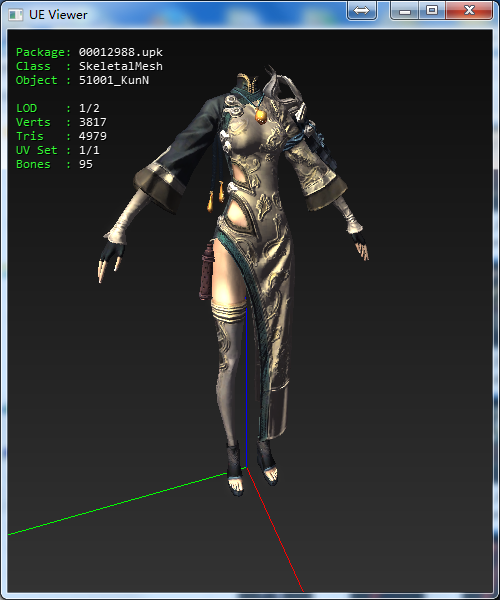 UE Viewer
Package: 00012988.upk
Class  : SkeletalMesh
Object : 51001_KunN
LOD    : 1/2
Verts  : 3817
Tris   : 4979
UV Set : 1/1
Bones  : 95